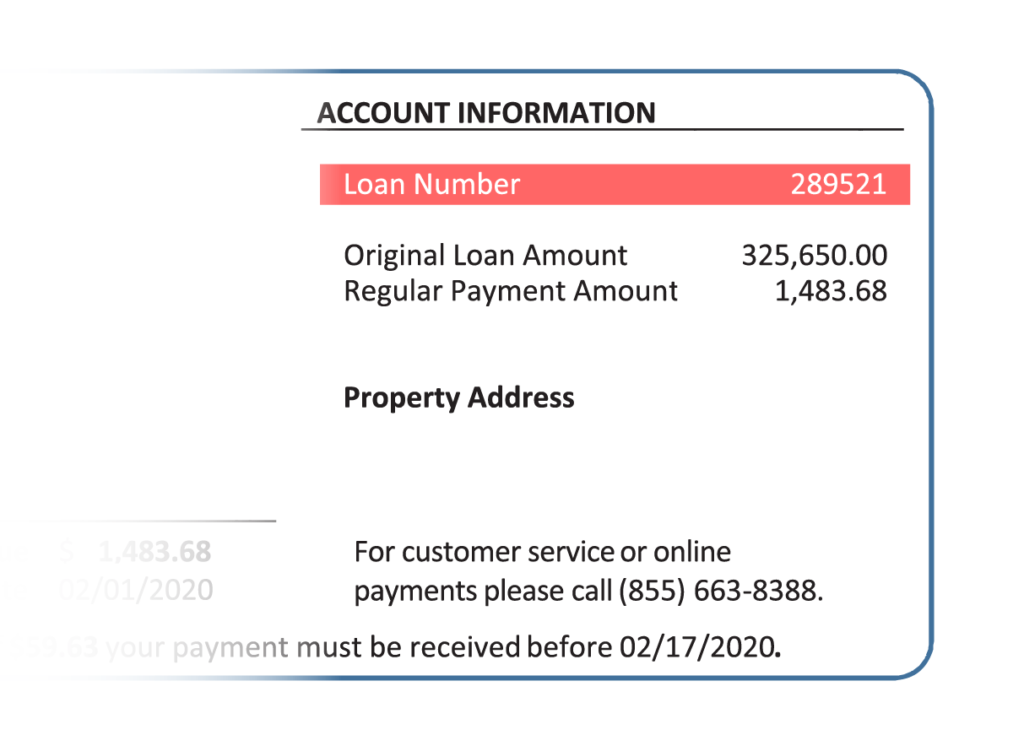 ACCOUNT INFORMATION
Loan Number 289521
Original Loan Amount 325,650.00
Regular Payment Amount 1,483.68
Property Address
$ 1,483.68
02/01/2020
For customer service or online
payments please call (855) 663-8388.
$59.63 your payment must be received before 02/17/2020.